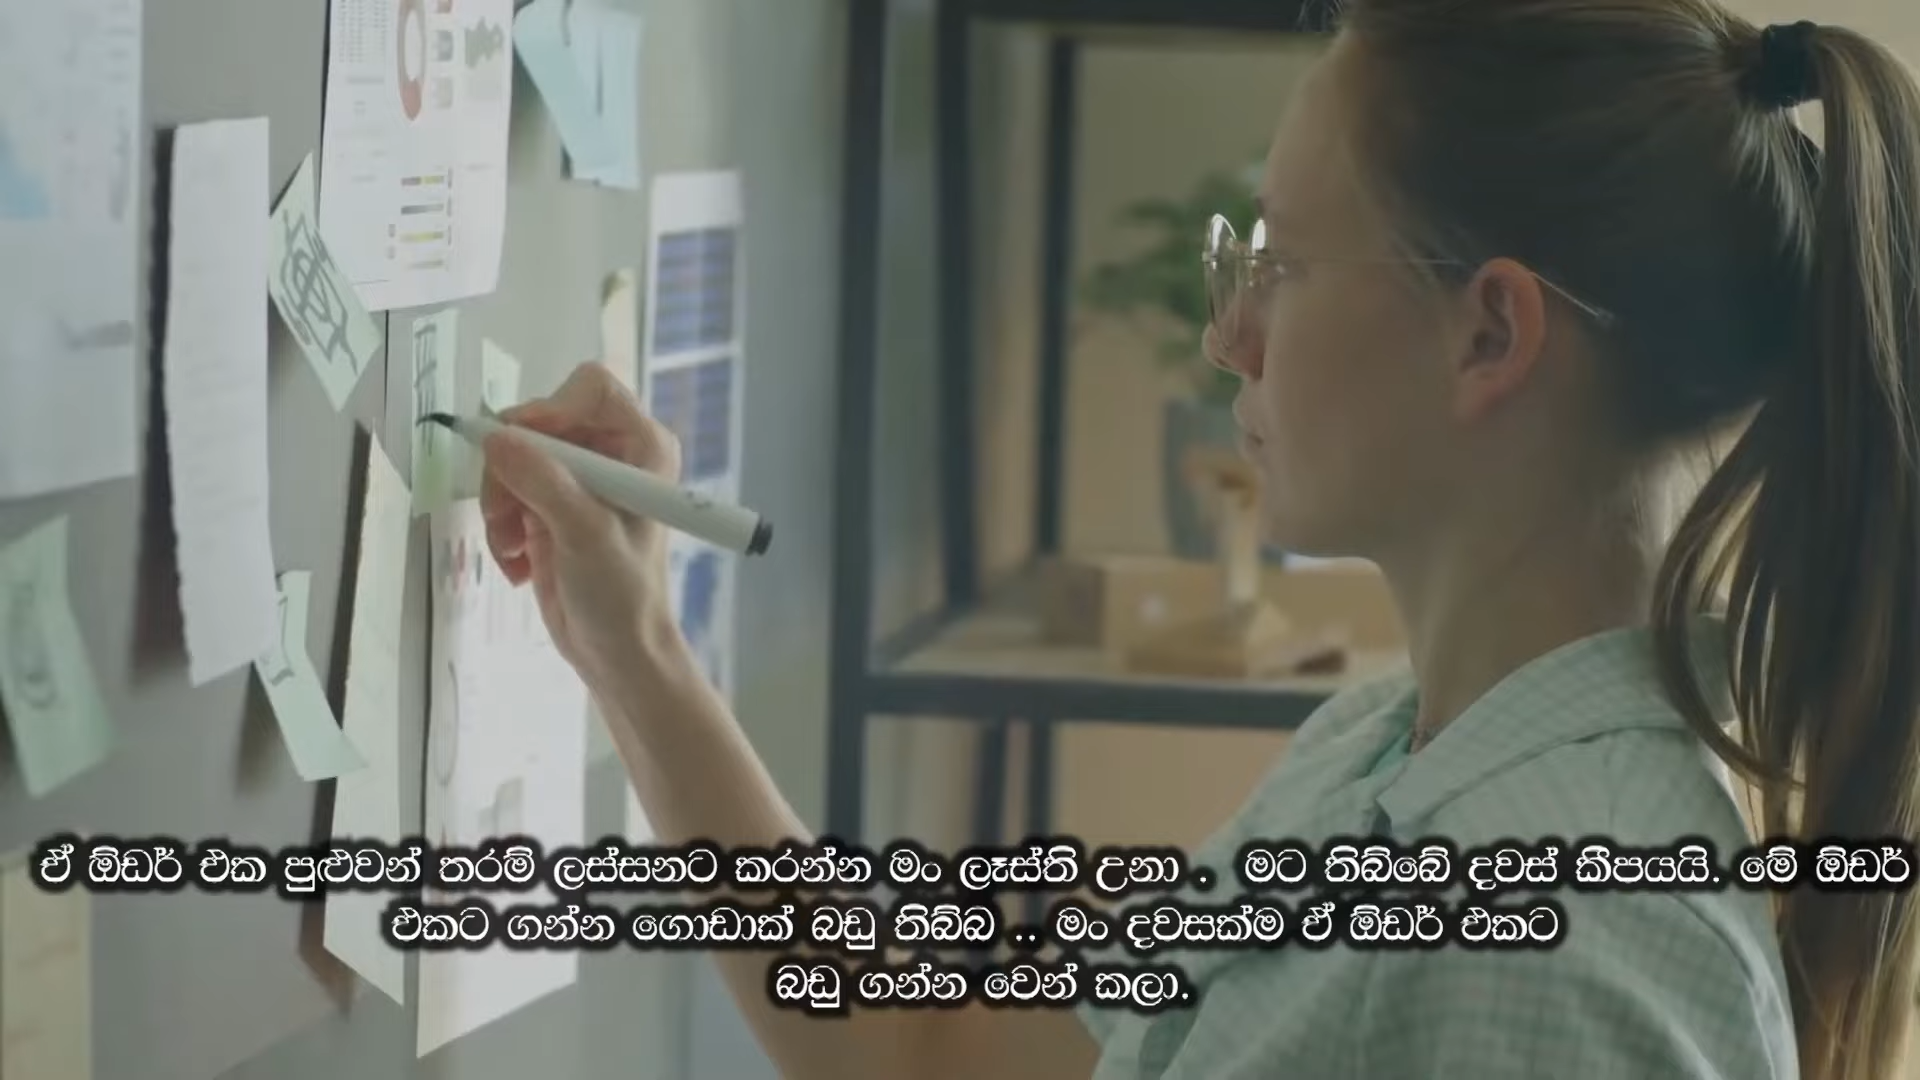 ඒ ඕඩර් එක පුළුවන් තරම් ලස්සනට කරන්න මං ලෑස්ති උනා .  මට තිබ්බේ දවස් කීපයයි. මේ ඕඩර්
එකට ගන්න ගොඩාක් බඩු තිබ්බ .. මං දවසක්ම ඒ ඕඩර් එකට
බඩු ගන්න වෙන් කලා.